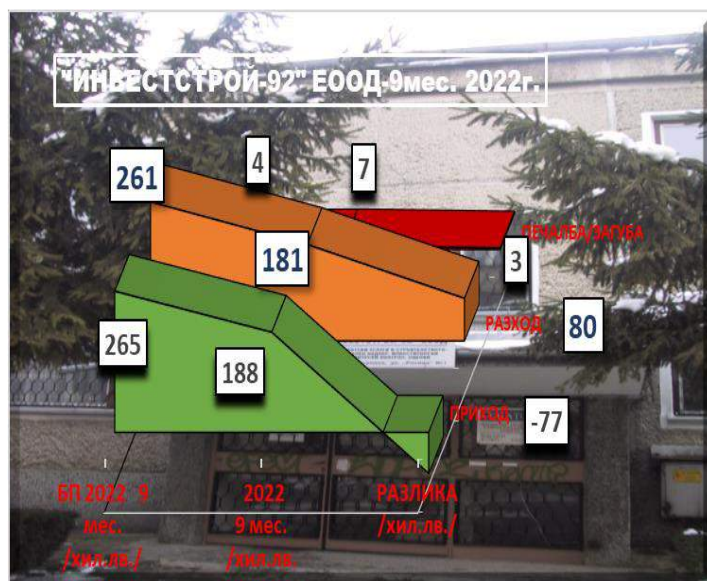 "ИНВЕСТСТРОЙ-92" ЕООД-9мес. 2022г.
4
7
261
ПЕЧАЛБА/ЗАГУБА
181
3
РАЗХОД
80
265
188
ПРИХОД
-77
БП 2022 9
мес.
/хил.лв./
2022
9 мес.
/хил.лв.
РАЗЛИКА
/хил.лв./